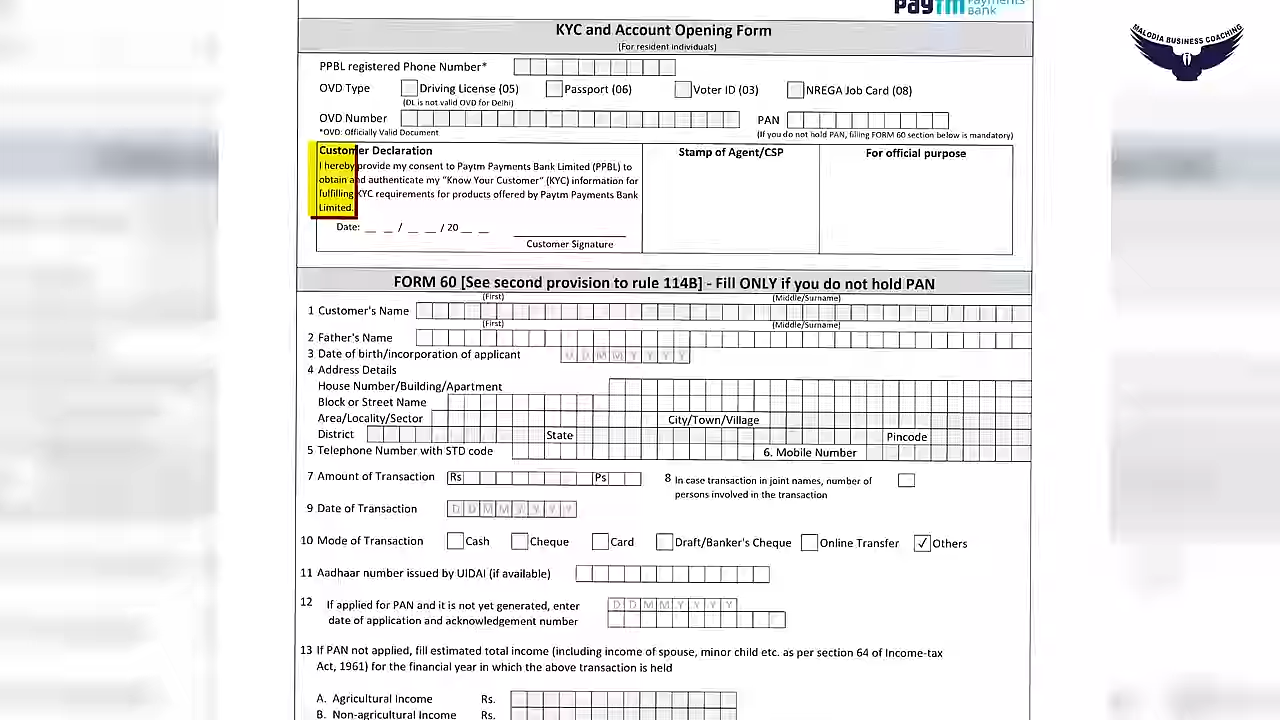 Paytm Payments Bank
MALODIA BUSINESS COACHING
KYC and Account Opening Form
(For resident individuals)
PPBL registered Phone Number*
OVD Type Driving License (05) Passport (06) Voter ID (03) NREGA Job Card (08)
(DL is not valid OVD for Delhi)
OVD Number PAN
*OVD: Officially Valid Document (If you do not hold PAN, filling FORM 60 section below is mandatory)
Customer Declaration Stamp of Agent/CSP For official purpose
I hereby provide my consent to Paytm Payments Bank Limited (PPBL) to
obtain and authenticate my "Know Your Customer" (KYC) information for
fulfilling KYC requirements for products offered by Paytm Payments Bank
Limited.
Date: __ __ / __ __ / 20 __ __
Customer Signature
FORM 60 [See second provision to rule 114B] - Fill ONLY if you do not hold PAN
(First) (Middle/Surname)
1 Customer's Name
(First) (Middle/Surname)
2 Father's Name
3 Date of birth/incorporation of applicant D D M M Y Y Y Y
4 Address Details
House Number/Building/Apartment
Block or Street Name
Area/Locality/Sector City/Town/Village
District State Pincode
5 Telephone Number with STD code 6. Mobile Number
7 Amount of Transaction Rs Ps 8 In case transaction in joint names, number of
persons involved in the transaction
9 Date of Transaction D D M M Y Y Y Y
10 Mode of Transaction Cash Cheque Card Draft/Banker's Cheque Online Transfer ✓ Others
11 Aadhaar number issued by UIDAI (if available)
12 If applied for PAN and it is not yet generated, enter D D M M Y Y Y Y
date of application and acknowledgement number
13 If PAN not applied, fill estimated total income (including income of spouse, minor child etc. as per section 64 of Income-tax
Act, 1961) for the financial year in which the above transaction is held
A. Agricultural Income Rs.
B. Non-agricultural Income Rs.